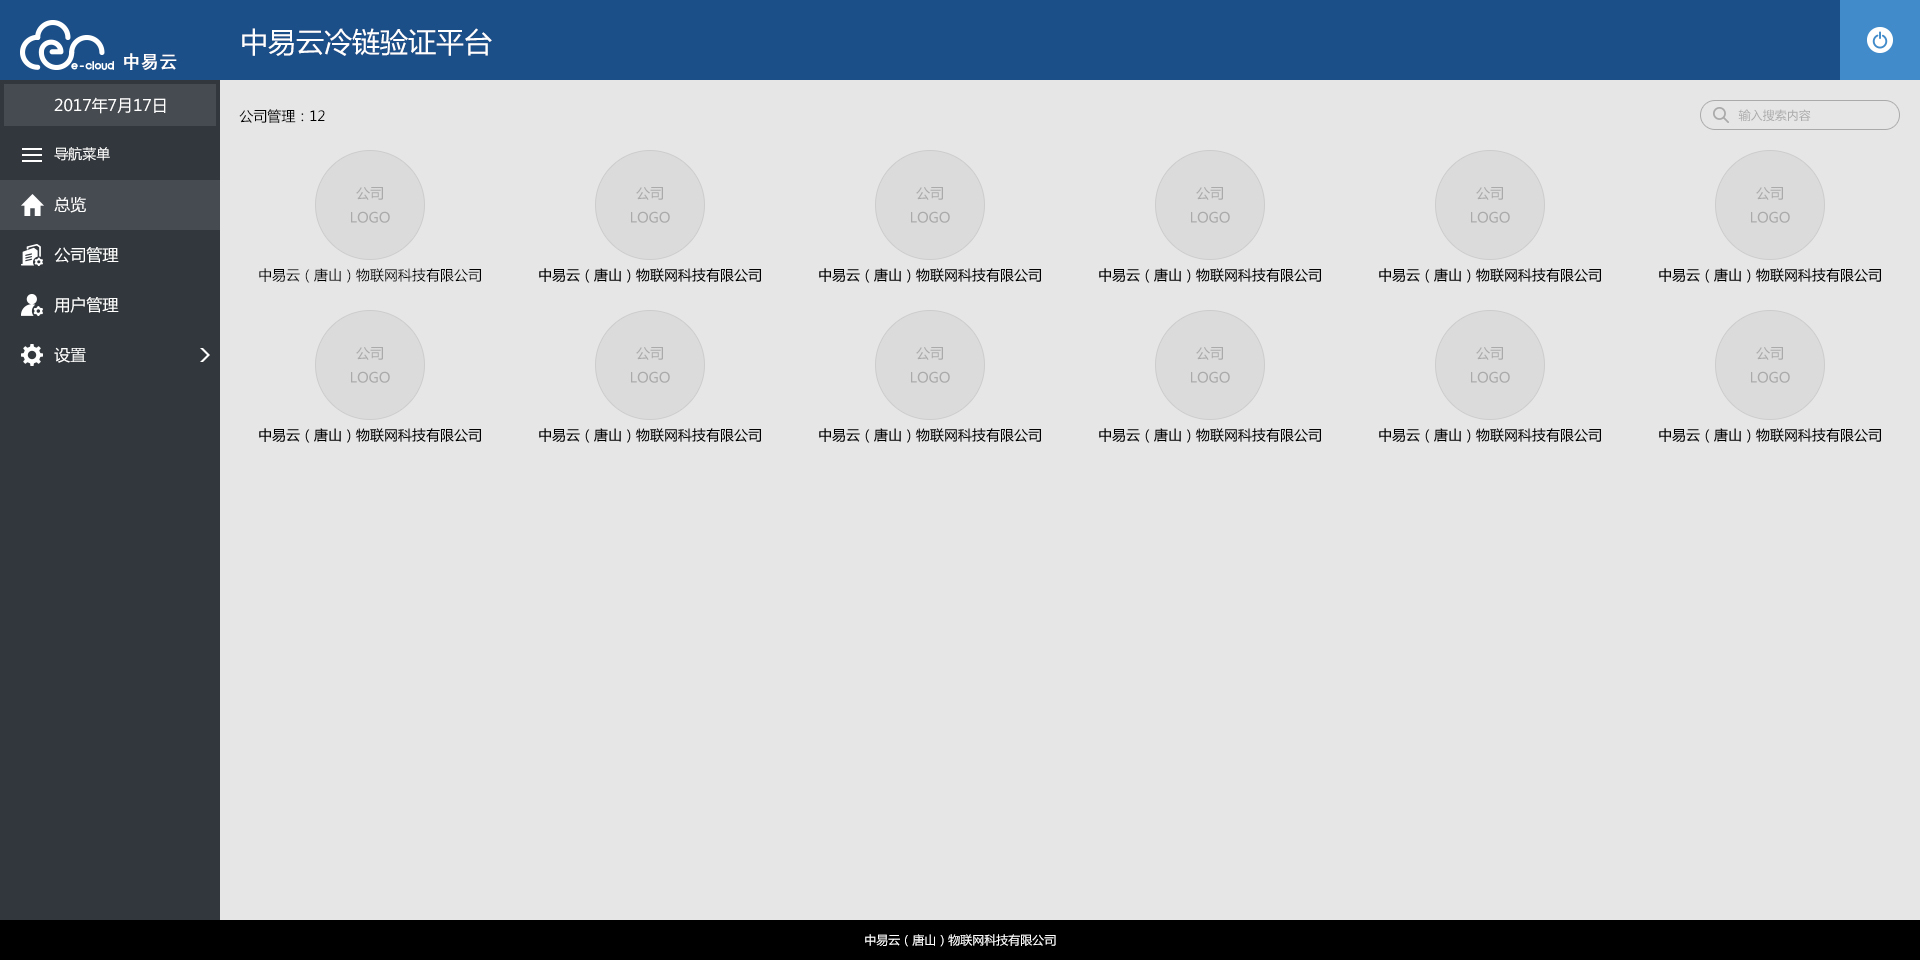 e-cloud 中易云
中易云冷链验证平台
2017年7月17日
导航菜单
总览
公司管理
用户管理
设置
公司管理：12
输入搜索内容
公司
LOGO
中易云（唐山）物联网科技有限公司
公司
LOGO
中易云（唐山）物联网科技有限公司
公司
LOGO
中易云（唐山）物联网科技有限公司
公司
LOGO
中易云（唐山）物联网科技有限公司
公司
LOGO
中易云（唐山）物联网科技有限公司
公司
LOGO
中易云（唐山）物联网科技有限公司
公司
LOGO
中易云（唐山）物联网科技有限公司
公司
LOGO
中易云（唐山）物联网科技有限公司
公司
LOGO
中易云（唐山）物联网科技有限公司
公司
LOGO
中易云（唐山）物联网科技有限公司
公司
LOGO
中易云（唐山）物联网科技有限公司
公司
LOGO
中易云（唐山）物联网科技有限公司
中易云（唐山）物联网科技有限公司